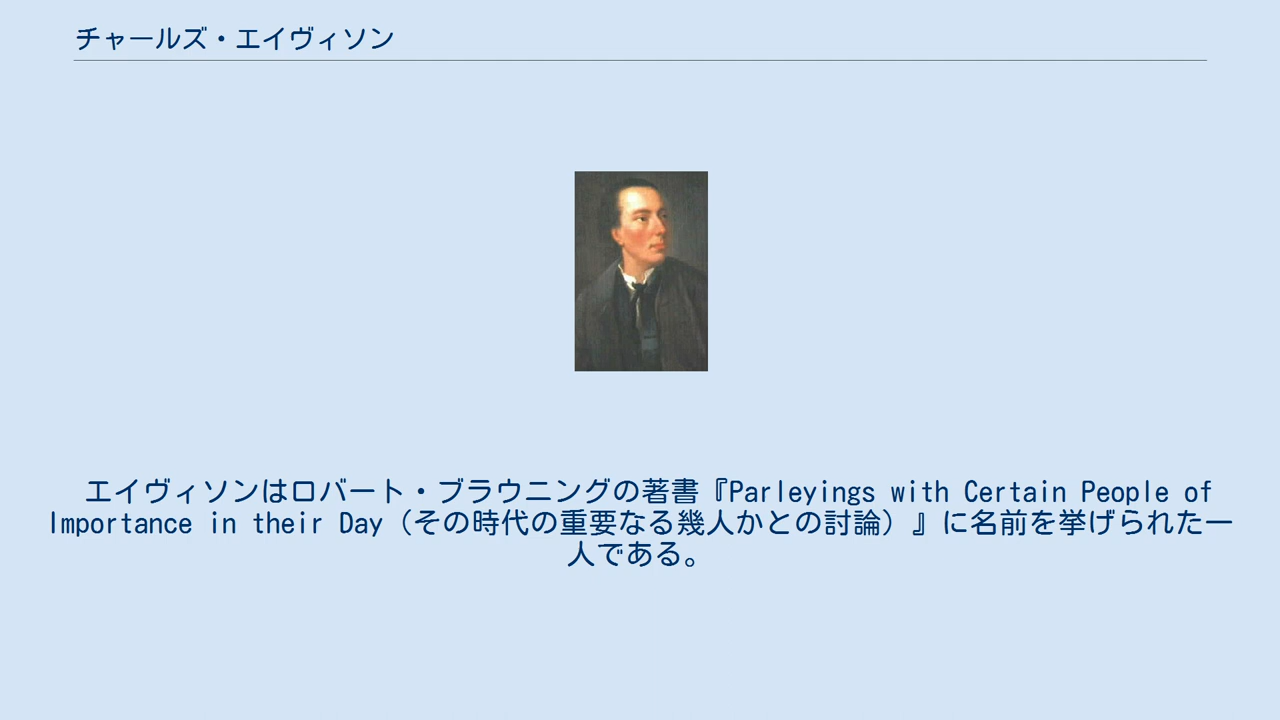 チャールズ・エイヴィソン
エイヴィソンはロバート・ブラウニングの著書『Parleyings with Certain People of
Importance in their Day（その時代の重要なる幾人かとの討論）』に名前を挙げられた一
人である。